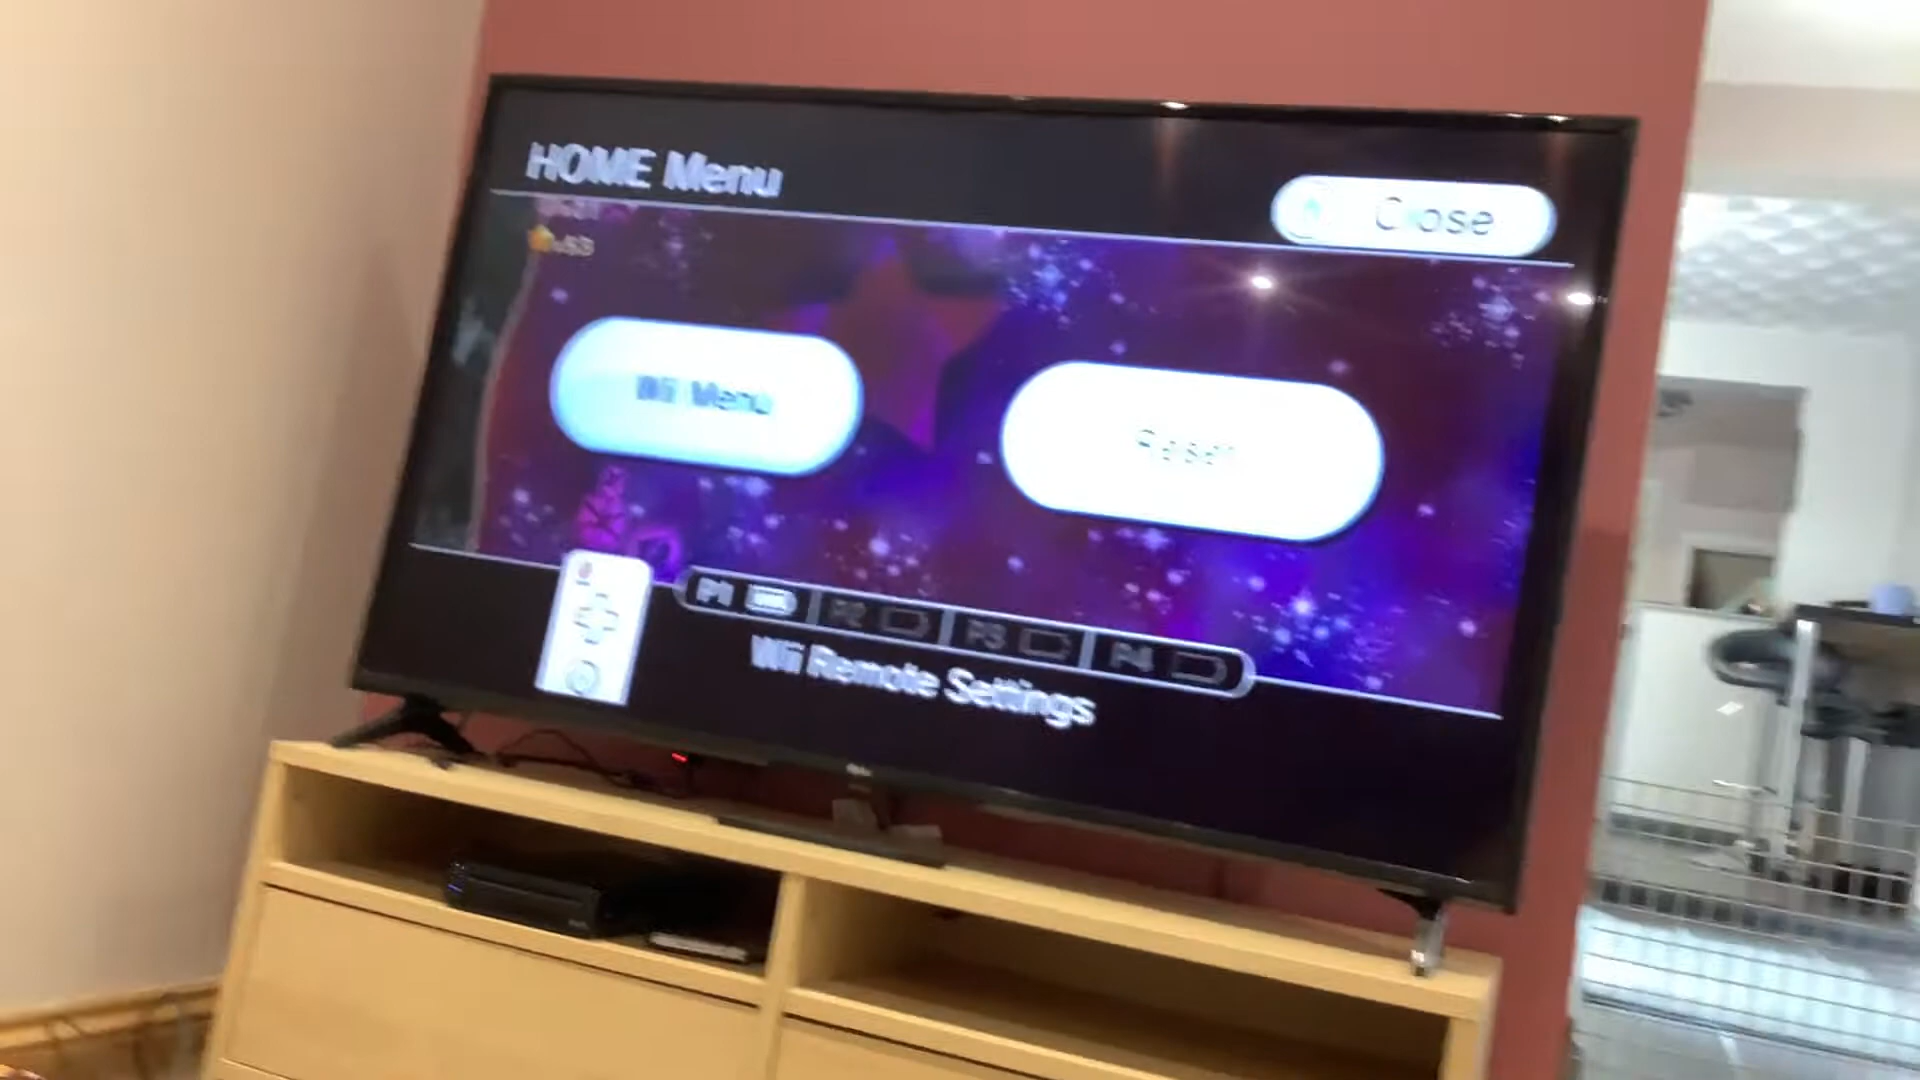 HOME Menu
Close
Wii Menu
Reset
P1 P2 P3 P4
Wii Remote Settings